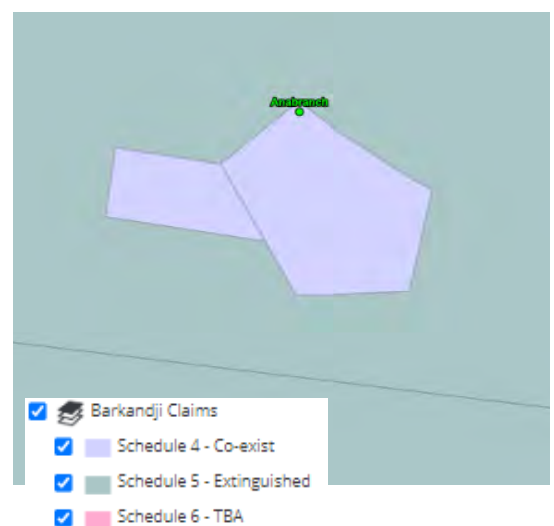 Anabranch
Barkandji Claims
Schedule 4 - Co-exist
Schedule 5 - Extinguished
Schedule 6 - TBA